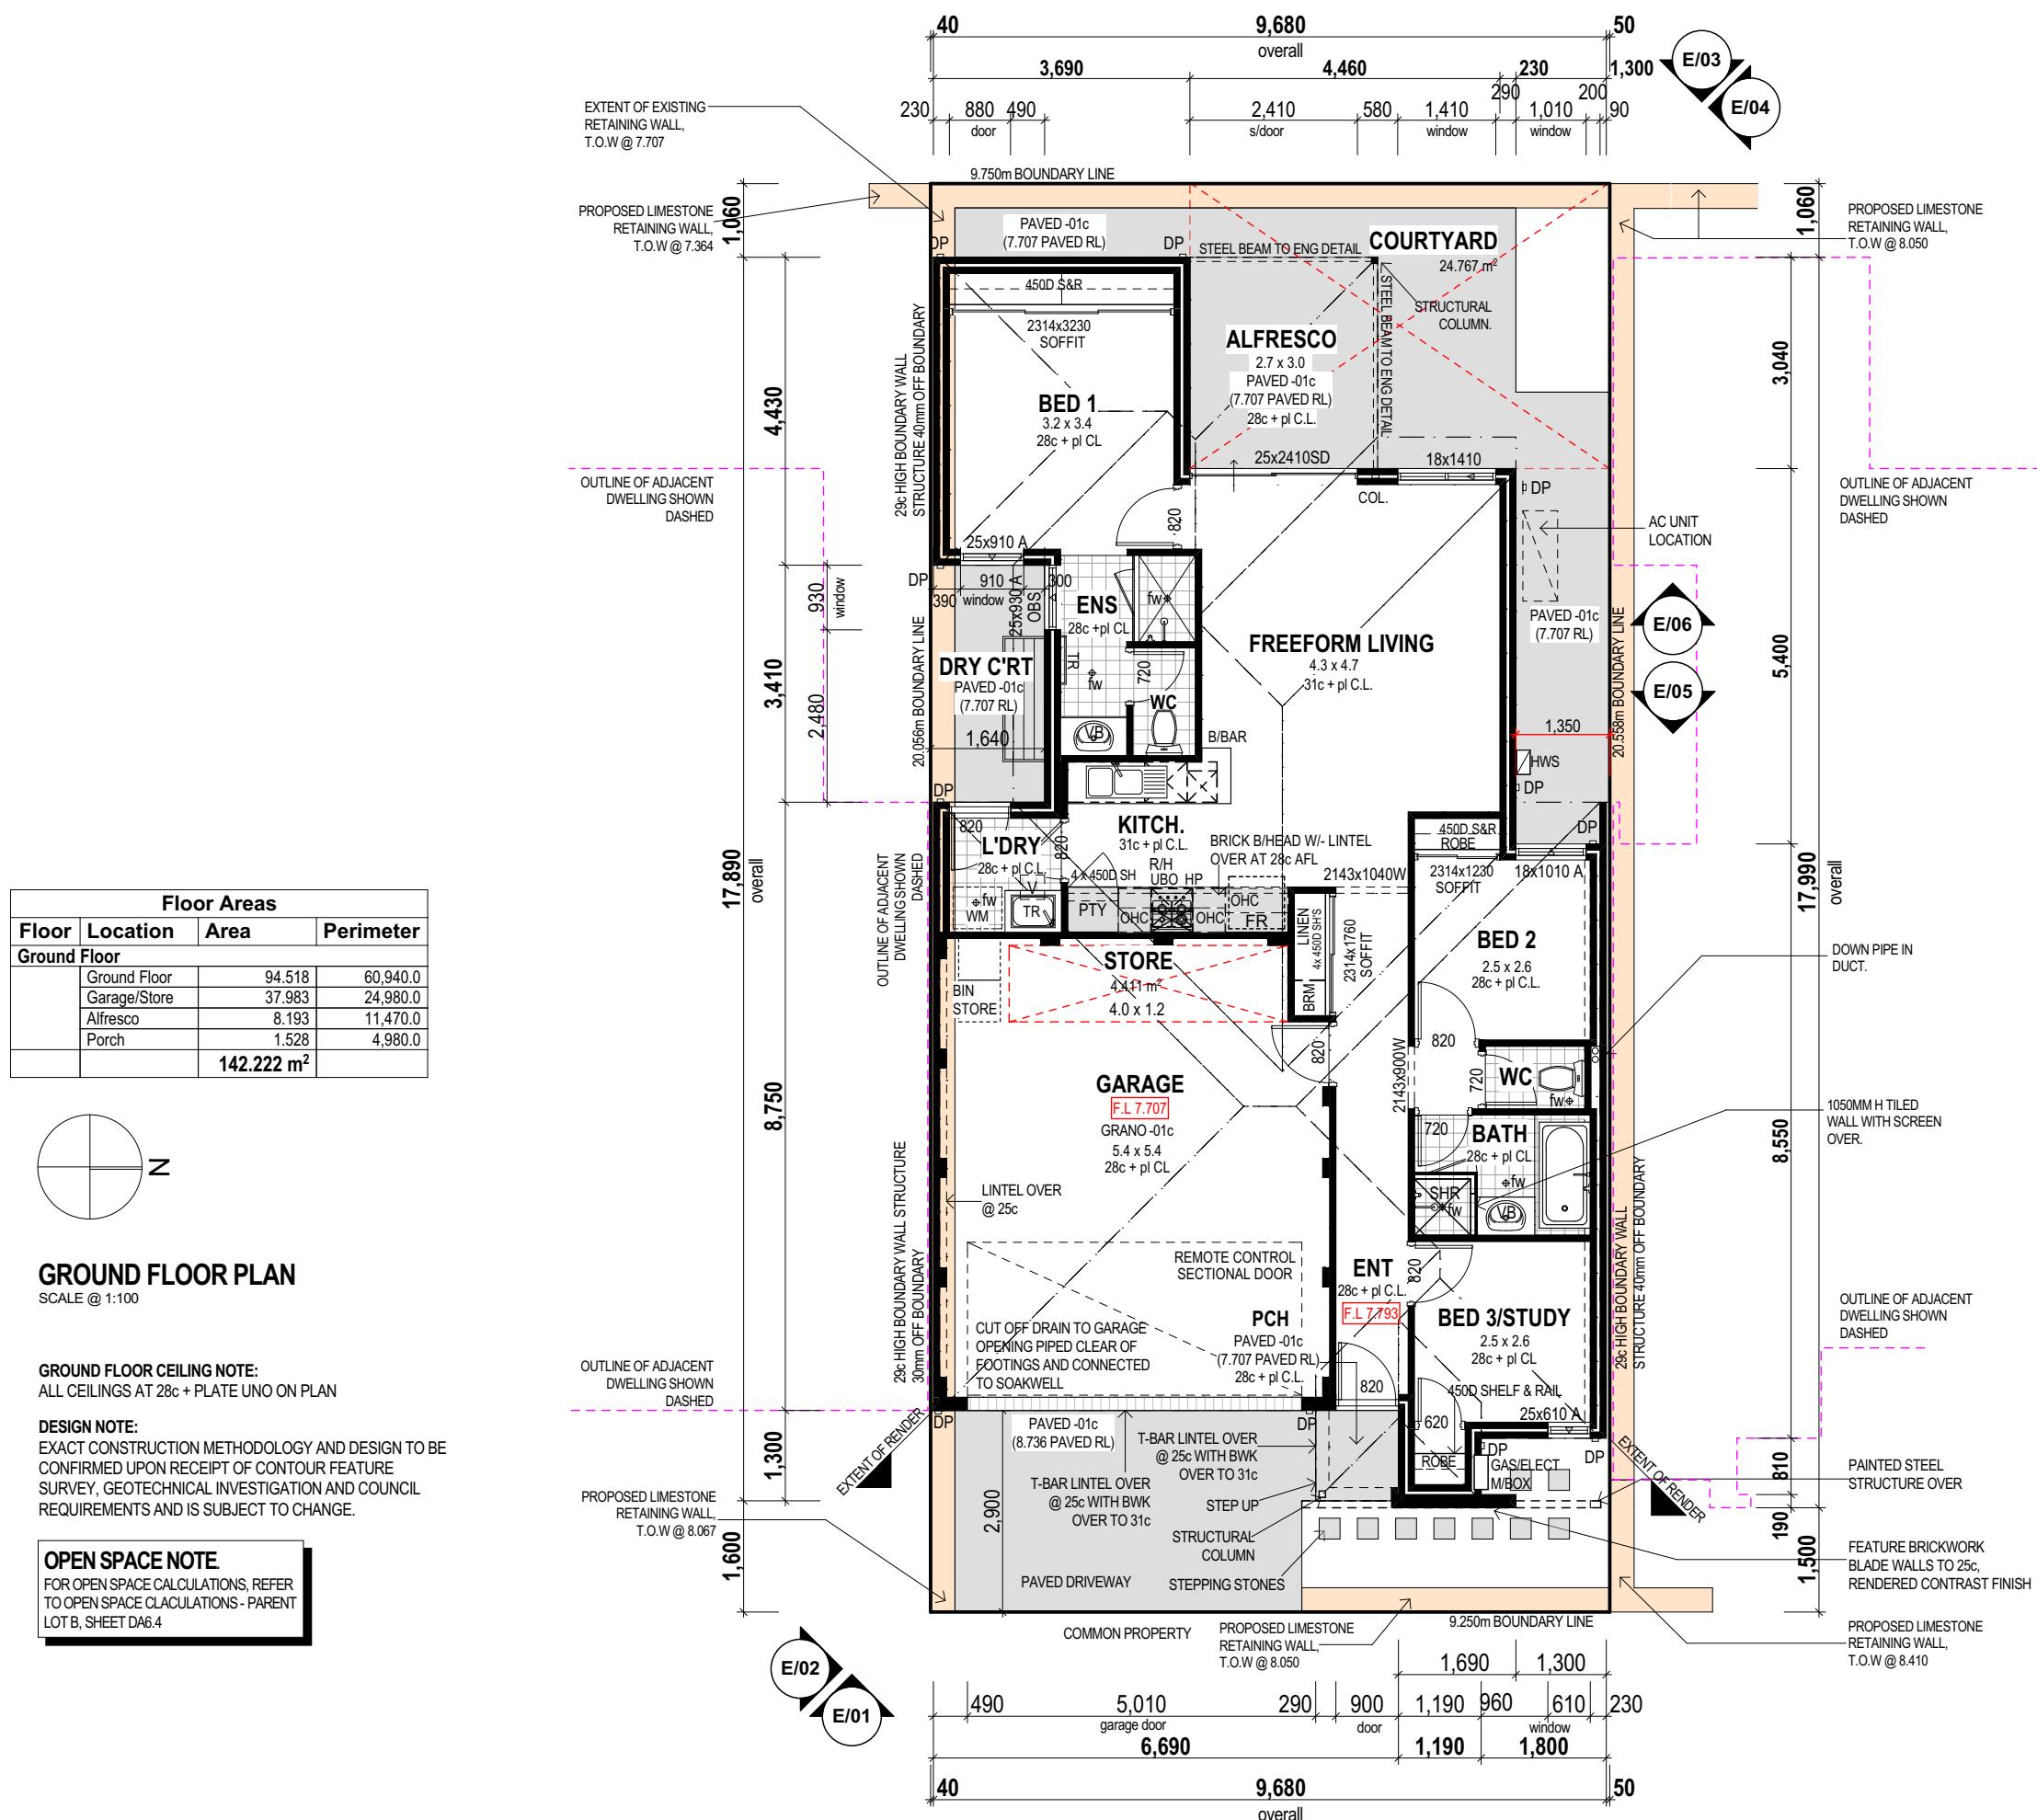 40
9,680
50
overall
3,690
4,460
230
1,300
290
200
230
880
490
2,410
580
1,410
1,010
90
door
s/door
window
window
E/03
E/04
EXTENT OF EXISTING
RETAINING WALL,
T.O.W @ 7.707
9.750m BOUNDARY LINE
PROPOSED LIMESTONE
RETAINING WALL,
T.O.W @ 7.364
1,060
1,060
PROPOSED LIMESTONE
RETAINING WALL,
T.O.W @ 8.050
PAVED -01c
(7.707 PAVED RL)
DP
DP
STEEL BEAM TO ENG DETAIL
COURTYARD
24.767 m²
450D S&R
2314x3230
SOFFIT
STEEL BEAM TO ENG DETAIL
STRUCTURAL
COLUMN.
ALFRESCO
2.7 x 3.0
PAVED -01c
(7.707 PAVED RL)
28c + pl C.L.
3,040
4,430
29c HIGH BOUNDARY WALL
STRUCTURE 40mm OFF BOUNDARY
BED 1
3.2 x 3.4
28c + pl CL
25x2410SD
18x1410
COL.
DP
OUTLINE OF ADJACENT
DWELLING SHOWN
DASHED
OUTLINE OF ADJACENT
DWELLING SHOWN
DASHED
820
AC UNIT
LOCATION
25x910 A
DP
910
300
390
window
930
window
25x930 A
OBS
ENS
28c +pl CL
fw
PAVED -01c
(7.707 RL)
E/06
E/05
20.558m BOUNDARY LINE
5,400
FREEFORM LIVING
4.3 x 4.7
31c + pl C.L.
DRY C'RT
PAVED -01c
(7.707 RL)
TR
fw
720
WC
3,410
2,480
20.056m BOUNDARY LINE
1,640
VB
B/BAR
1,350
HWS
DP
DP
820
L'DRY
28c + pl C.L.
820
KITCH.
31c + pl C.L.
BRICK B/HEAD W/- LINTEL
OVER AT 28c AFL
450D S&R
ROBE
DP
R/H
4 x 450D SH
UBO HP
2143x1040W
2314x1230
SOFFIT
18x1010 A
V
fw
WM
TR
PTY
OHC
OHC
OHC
FR
LINEN
4x 450D SH'S
BRM
2314x1760
SOFFIT
BED 2
2.5 x 2.6
28c + pl C.L.
17,890
overall
17,990
overall
OUTLINE OF ADJACENT
DWELLING SHOWN
DASHED
DOWN PIPE IN
DUCT.
Floor Areas
Floor Location Area Perimeter
Ground Floor
Ground Floor 94.518 60,940.0
Garage/Store 37.983 24,980.0
Alfresco 8.193 11,470.0
Porch 1.528 4,980.0
142.222 m²
STORE
4.411 m²
4.0 x 1.2
BIN
STORE
820
820
2143x900W
720
WC
fw
GARAGE
F.L 7.707
GRANO -01c
5.4 x 5.4
28c + pl CL
8,750
8,550
1050MM H TILED
WALL WITH SCREEN
OVER.
720
BATH
28c + pl CL
fw
SHR
fw
VB
N
LINTEL OVER
@ 25c
29c HIGH BOUNDARY WALL STRUCTURE
30mm OFF BOUNDARY
29c HIGH BOUNDARY WALL
STRUCTURE 40mm OFF BOUNDARY
GROUND FLOOR PLAN
SCALE @ 1:100
REMOTE CONTROL
SECTIONAL DOOR
ENT
28c + pl C.L.
F.L 7.793
820
BED 3/STUDY
2.5 x 2.6
28c + pl CL
OUTLINE OF ADJACENT
DWELLING SHOWN
DASHED
PCH
PAVED -01c
(7.707 PAVED RL)
28c + pl C.L.
CUT OFF DRAIN TO GARAGE
OPENING PIPED CLEAR OF
FOOTINGS AND CONNECTED
TO SOAKWELL
GROUND FLOOR CEILING NOTE:
ALL CEILINGS AT 28c + PLATE UNO ON PLAN
OUTLINE OF ADJACENT
DWELLING SHOWN
DASHED
820
450D SHELF & RAIL
620
25x610 A
DESIGN NOTE:
EXACT CONSTRUCTION METHODOLOGY AND DESIGN TO BE
CONFIRMED UPON RECEIPT OF CONTOUR FEATURE
SURVEY, GEOTECHNICAL INVESTIGATION AND COUNCIL
REQUIREMENTS AND IS SUBJECT TO CHANGE.
DP
PAVED -01c
(8.736 PAVED RL)
DP
T-BAR LINTEL OVER
@ 25c WITH BWK
OVER TO 31c
T-BAR LINTEL OVER
@ 25c WITH BWK
OVER TO 31c
ROBE
DP
GAS/ELECT
M/BOX
DP
EXTENT OF RENDER
EXTENT OF RENDER
1,300
810
PAINTED STEEL
STRUCTURE OVER
STEP UP
PROPOSED LIMESTONE
RETAINING WALL,
T.O.W @ 8.067
2,900
STRUCTURAL
COLUMN
190
FEATURE BRICKWORK
BLADE WALLS TO 25c,
RENDERED CONTRAST FINISH
1,600
1,500
PAVED DRIVEWAY
STEPPING STONES
OPEN SPACE NOTE.
FOR OPEN SPACE CALCULATIONS, REFER
TO OPEN SPACE CLACULATIONS - PARENT
LOT B, SHEET DA6.4
9.250m BOUNDARY LINE
COMMON PROPERTY
PROPOSED LIMESTONE
RETAINING WALL,
T.O.W @ 8.050
PROPOSED LIMESTONE
RETAINING WALL,
T.O.W @ 8.410
E/02
E/01
1,690
1,300
490
5,010
290
900
1,190
960
610
230
garage door
door
window
6,690
1,190
1,800
40
9,680
50
overall